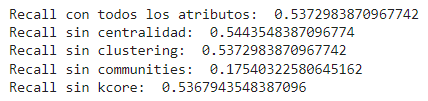 Recall con todos los atributos:  0.5372983870967742
Recall sin centralidad:  0.5443548387096774
Recall sin clustering:  0.5372983870967742
Recall sin communities:  0.17540322580645162
Recall sin kcore:  0.5367943548387096